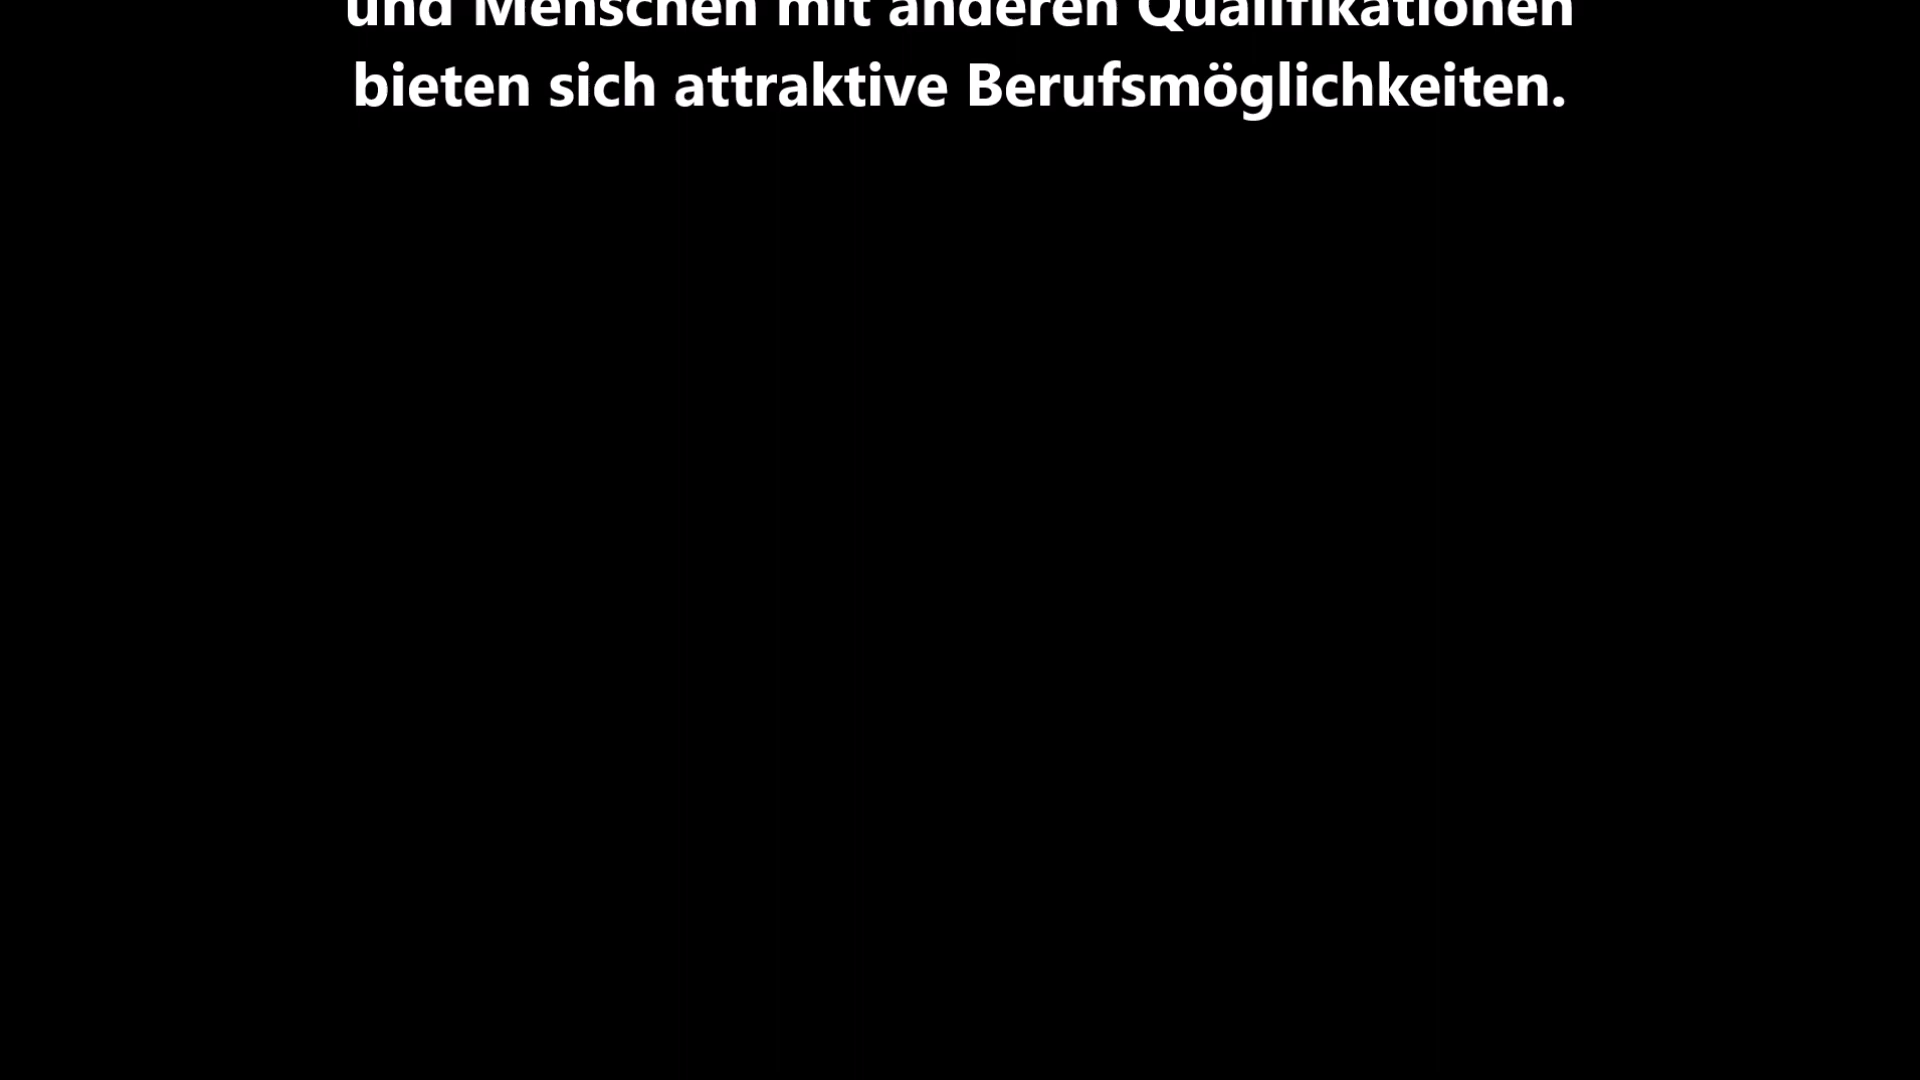 und Menschen mit anderen Qualifikationen
bieten sich attraktive Berufsmöglichkeiten.